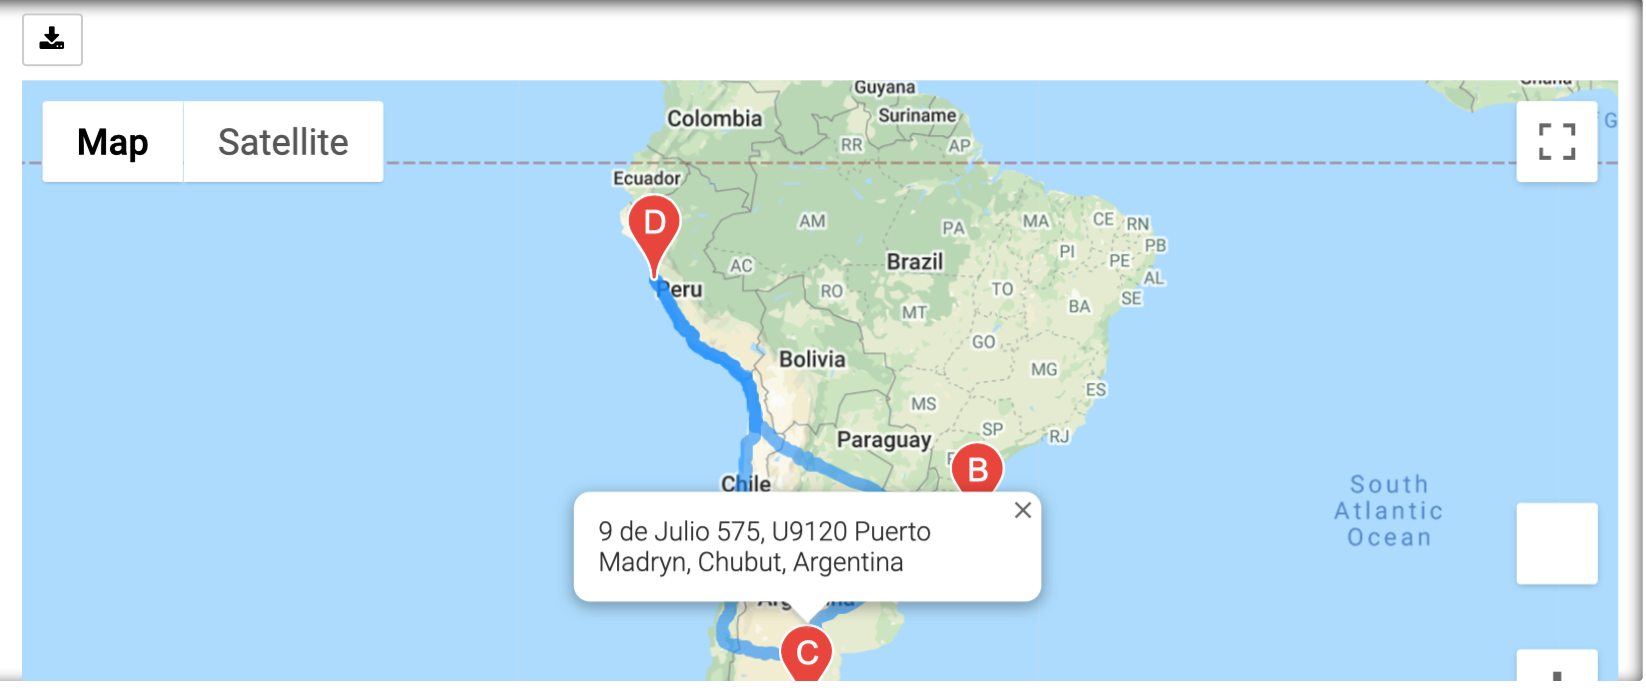 Map
Satellite
Guyana
Suriname
Colombia
RR
AP
Ecuador
D
AM
PA
MA
CE
RN
PB
PI
PE
AL
SE
Brazil
AC
RO
TO
BA
MT
Peru
GO
Bolivia
MG
ES
MS
SP
RJ
Paraguay
B
Chile
South
Atlantic
Ocean
9 de Julio 575, U9120 Puerto
Madryn, Chubut, Argentina
C
G